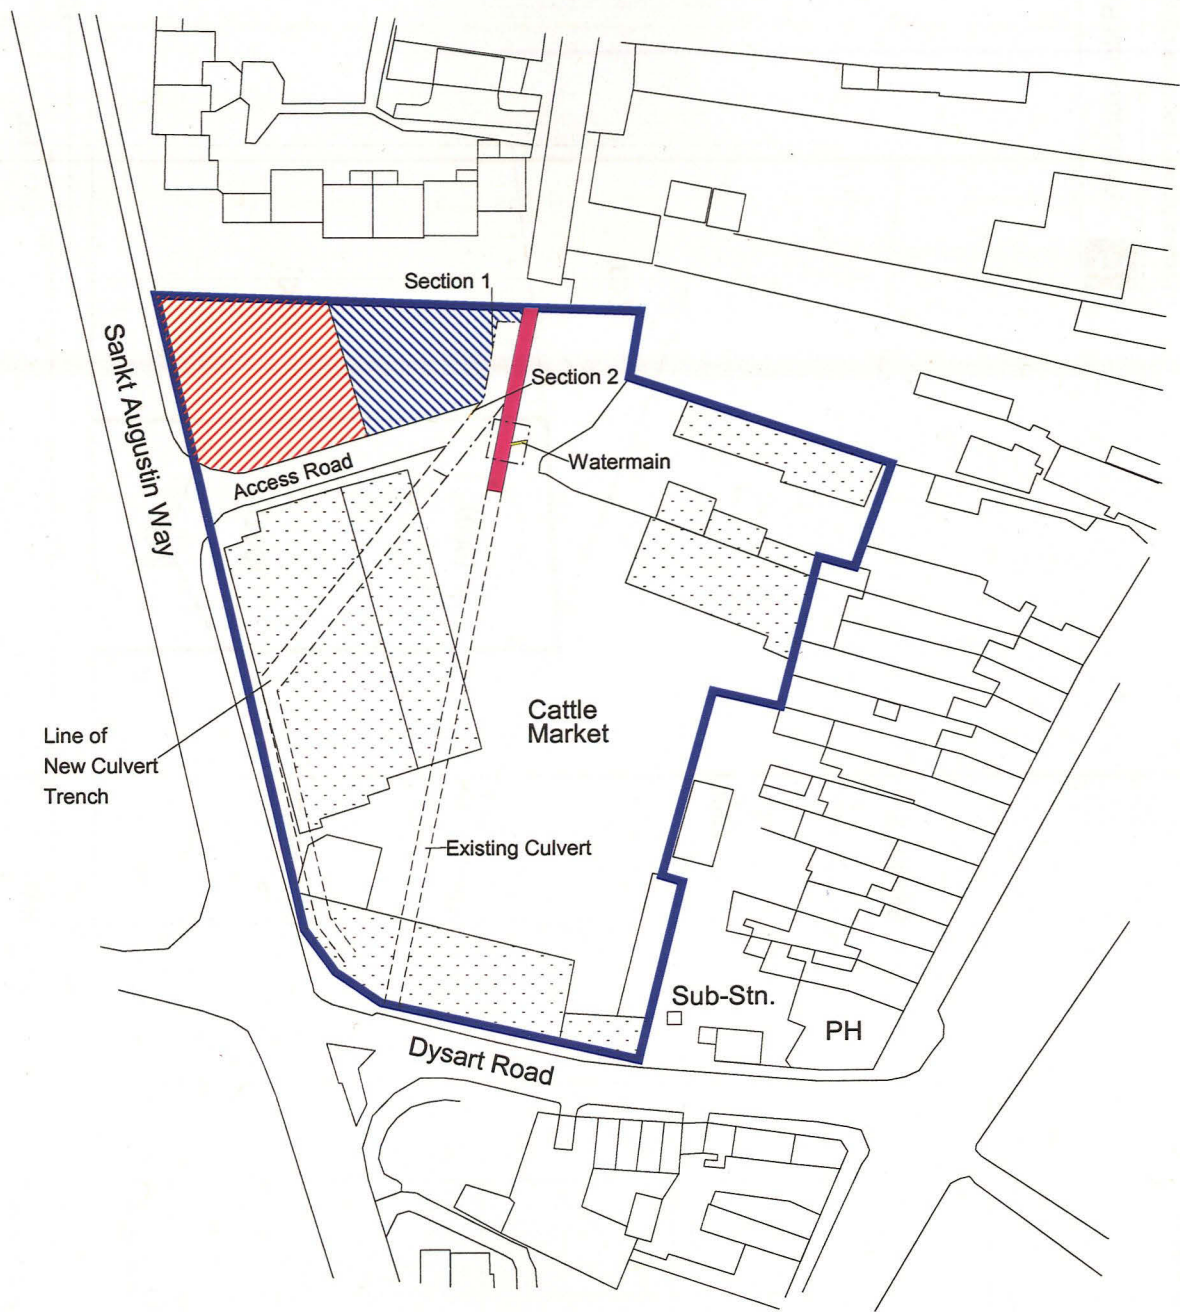 Section 1
Sankt Augustin Way
Section 2
Access Road
Watermain
Cattle
Market
Line of
New Culvert
Trench
Existing Culvert
Sub-Stn.
PH
Dysart Road